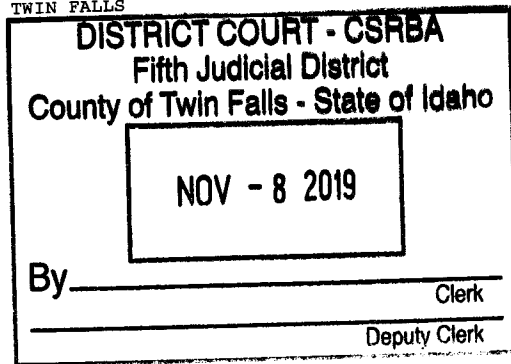 TWIN FALLS
DISTRICT COURT - CSRBA
Fifth Judicial District
County of Twin Falls - State of Idaho
NOV - 8 2019
By
Clerk
Deputy Clerk